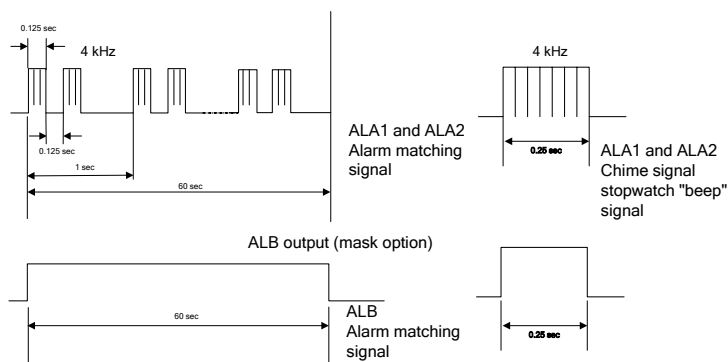 0.125 sec
4 kHz
0.125 sec
1 sec
60 sec
ALA1 and ALA2
Alarm matching
signal
4 kHz
0.25 sec
ALA1 and ALA2
Chime signal
stopwatch "beep"
signal
ALB output (mask option)
60 sec
ALB
Alarm matching
signal
0.25 sec